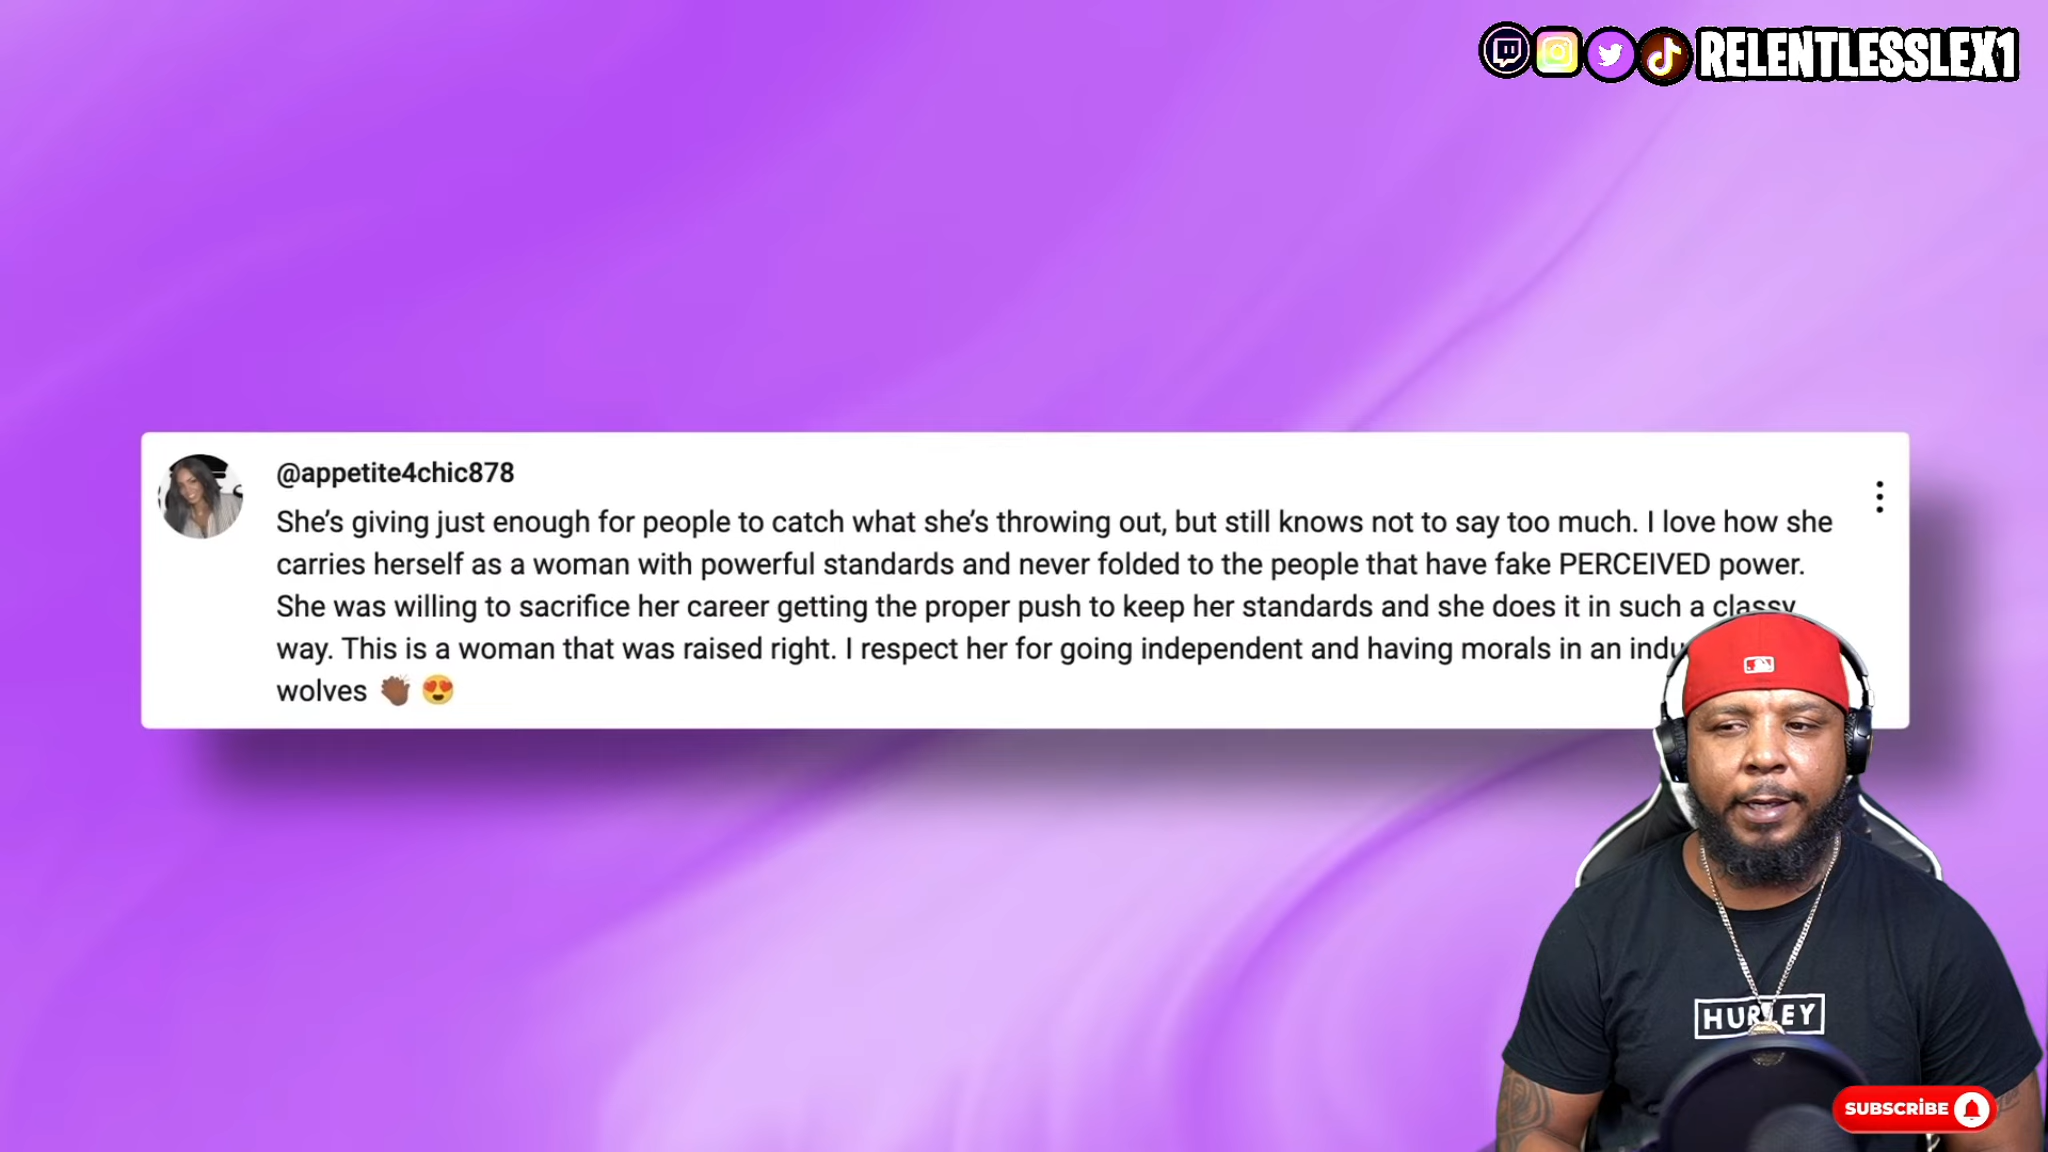 RELENTLESSLEX1
@appetite4chic878
She’s giving just enough for people to catch what she’s throwing out, but still knows not to say too much. I love how she
carries herself as a woman with powerful standards and never folded to the people that have fake PERCEIVED power.
She was willing to sacrifice her career getting the proper push to keep her standards and she does it in such a classy
way. This is a woman that was raised right. I respect her for going independent and having morals in an
wolves 👏🏾 😍
HURLEY
SUBSCRIBE